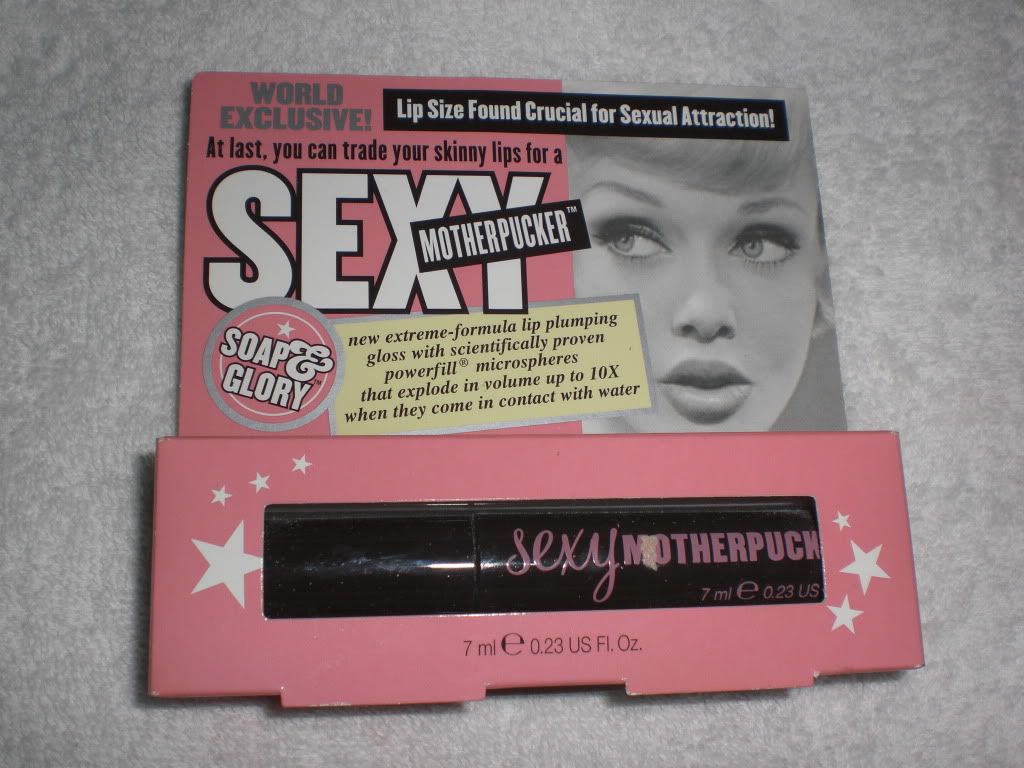 WORLD
EXCLUSIVE!
Lip Size Found Crucial for Sexual Attraction!
At last, you can trade your skinny lips for a
SEXY
MOTHERPUCKER™
SOAP &
GLORY™
new extreme-formula lip plumping
gloss with scientifically proven
powerfill® microspheres
that explode in volume up to 10X
when they come in contact with water
sexy MOTHERPUCK
7 ml ℮ 0.23 US
7 ml ℮ 0.23 US Fl. Oz.